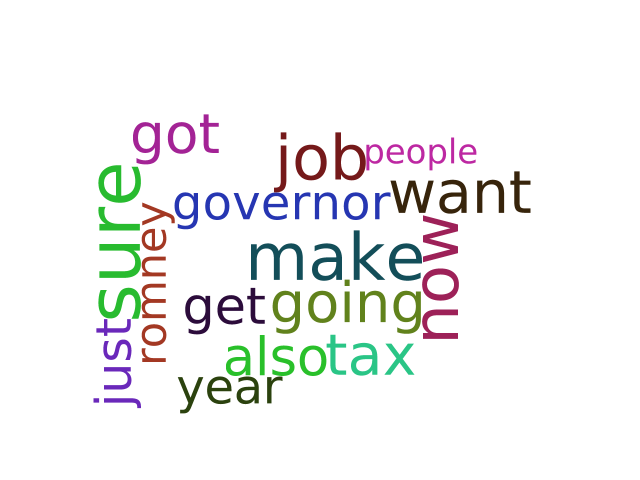 got
job
people
sure
governor
want
romney
make
now
get
going
just
also
tax
year